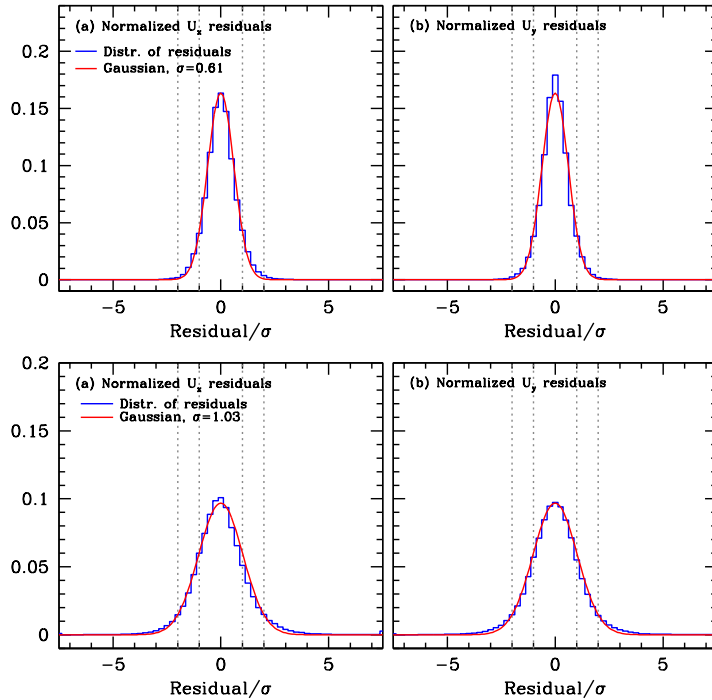 (a) Normalized Uₓ residuals
Distr. of residuals
Gaussian, σ=0.61
0.2
0.15
0.1
0.05
0
−5
0
5
Residual/σ
(b) Normalized U_y residuals
−5
0
5
Residual/σ
(a) Normalized Uₓ residuals
Distr. of residuals
Gaussian, σ=1.03
0.2
0.15
0.1
0.05
0
−5
0
5
Residual/σ
(b) Normalized U_y residuals
−5
0
5
Residual/σ